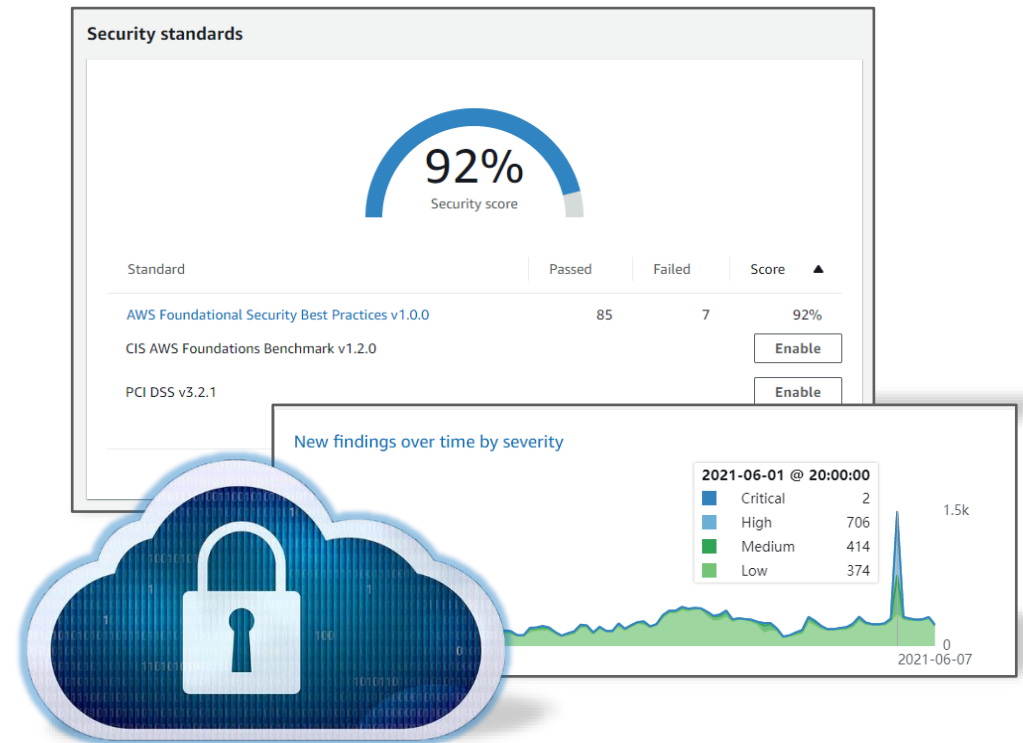 Security standards
92%
Security score
Standard Passed Failed Score ▲
AWS Foundational Security Best Practices v1.0.0 85 7 92%
CIS AWS Foundations Benchmark v1.2.0 Enable
PCI DSS v3.2.1 Enable
New findings over time by severity
2021-06-01 @ 20:00:00
Critical 2
High 706
Medium 414
Low 374
1.5k
0
2021-06-07